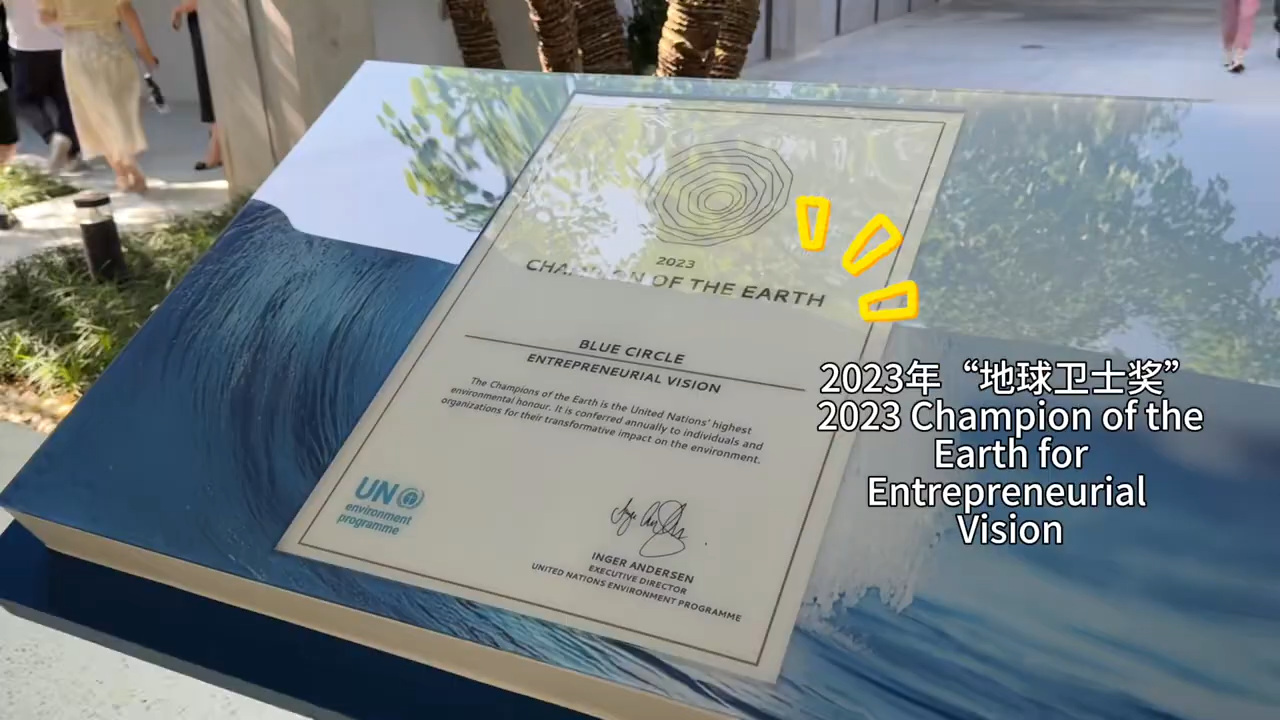 2023
CHAMPION OF THE EARTH
BLUE CIRCLE
ENTREPRENEURIAL VISION
The Champions of the Earth is the United Nations' highest
environmental honour. It is conferred annually to individuals and
organizations for their transformative impact on the environment.
UN
environment
programme
INGER ANDERSEN
EXECUTIVE DIRECTOR
UNITED NATIONS ENVIRONMENT PROGRAMME
2023年“地球卫士奖”
2023 Champion of the
Earth for
Entrepreneurial
Vision